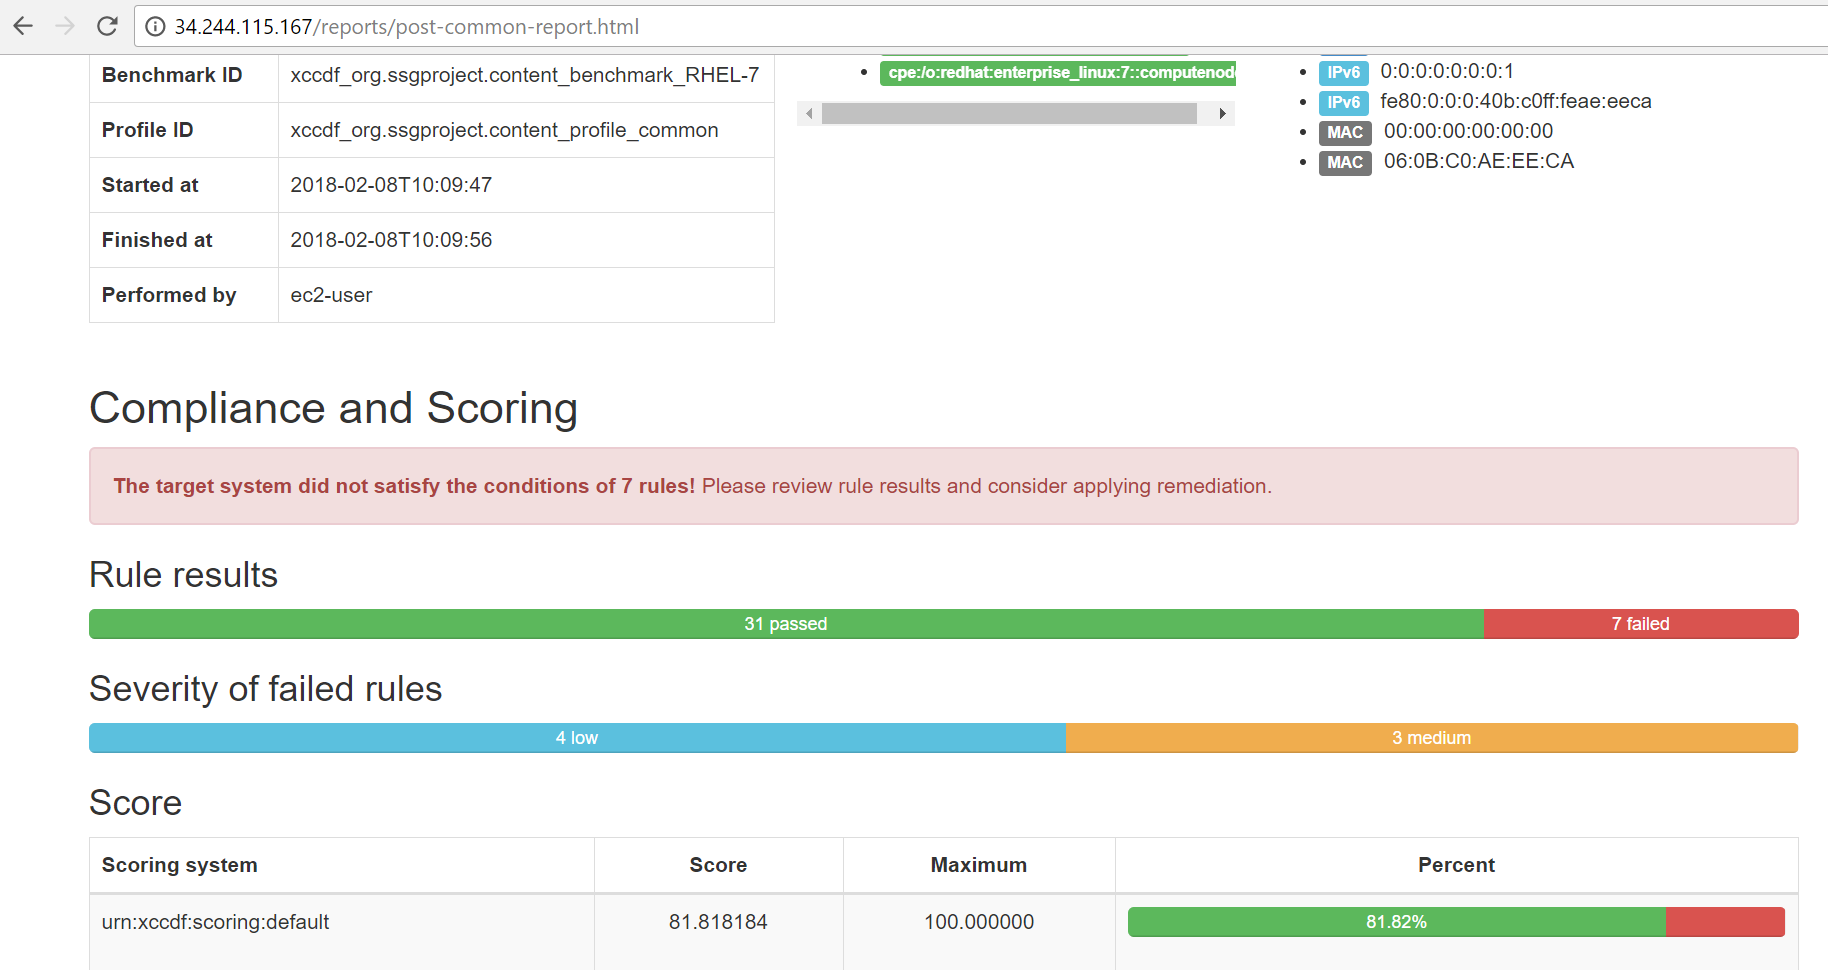 34.244.115.167/reports/post-common-report.html
Benchmark ID xccdf_org.ssgproject.content_benchmark_RHEL-7
Profile ID xccdf_org.ssgproject.content_profile_common
Started at 2018-02-08T10:09:47
Finished at 2018-02-08T10:09:56
Performed by ec2-user
cpe:/o:redhat:enterprise_linux:7::computenode
IPv6 0:0:0:0:0:0:0:1
IPv6 fe80:0:0:0:40b:c0ff:feae:eeca
MAC 00:00:00:00:00:00
MAC 06:0B:C0:AE:EE:CA
Compliance and Scoring
The target system did not satisfy the conditions of 7 rules! Please review rule results and consider applying remediation.
Rule results
31 passed 7 failed
Severity of failed rules
4 low 3 medium
Score
Scoring system Score Maximum Percent
urn:xccdf:scoring:default 81.818184 100.000000 81.82%